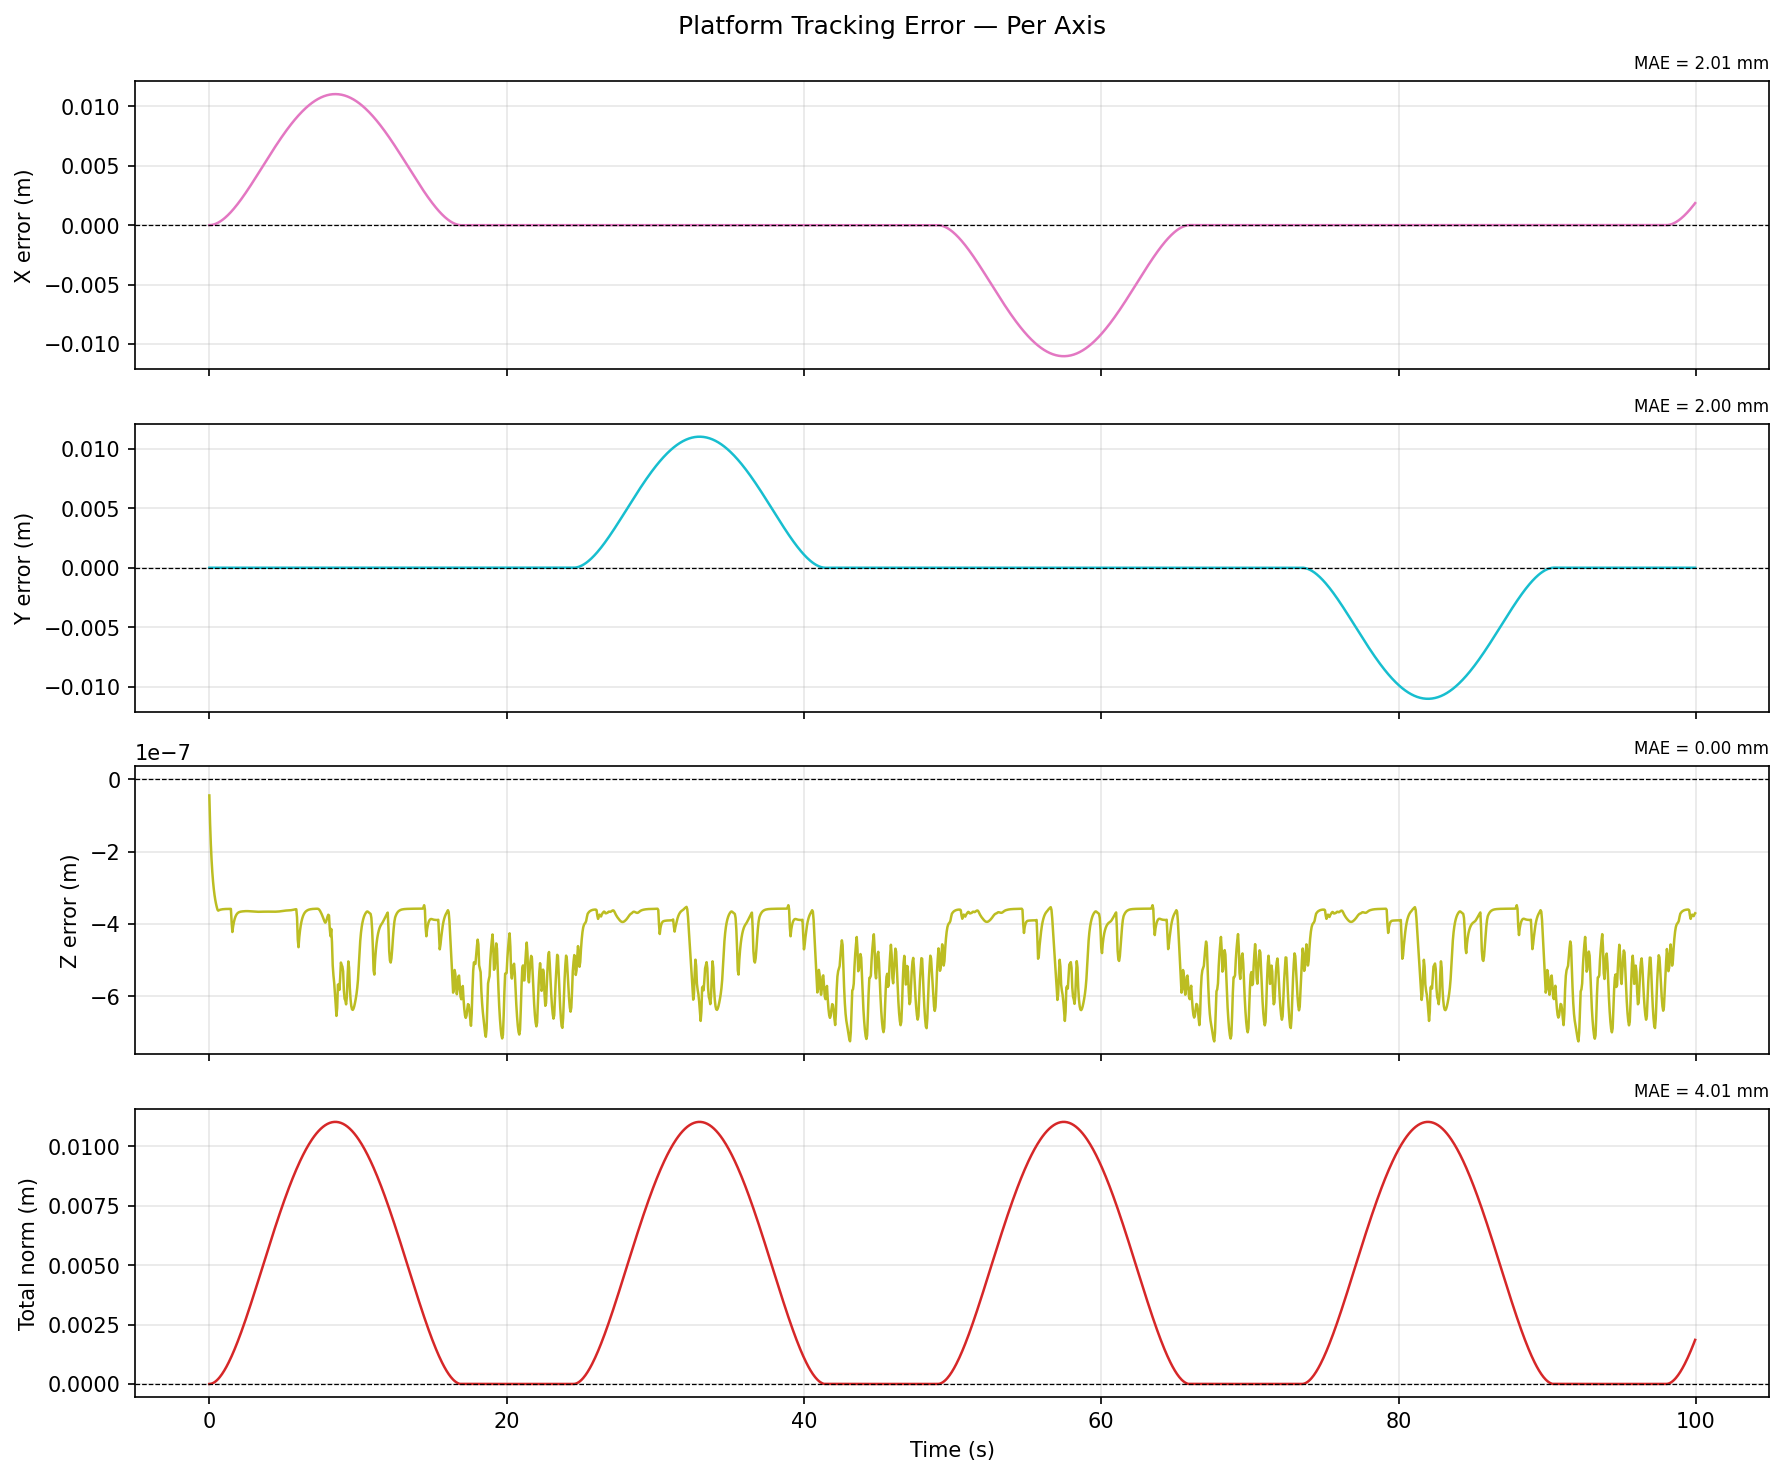 Platform Tracking Error — Per Axis
MAE = 2.01 mm
0.010
0.005
0.000
−0.005
−0.010
X error (m)
MAE = 2.00 mm
0.010
0.005
0.000
−0.005
−0.010
Y error (m)
1e−7
MAE = 0.00 mm
0
−2
−4
−6
Z error (m)
MAE = 4.01 mm
0.0100
0.0075
0.0050
0.0025
0.0000
Total norm (m)
0 20 40 60 80 100
Time (s)